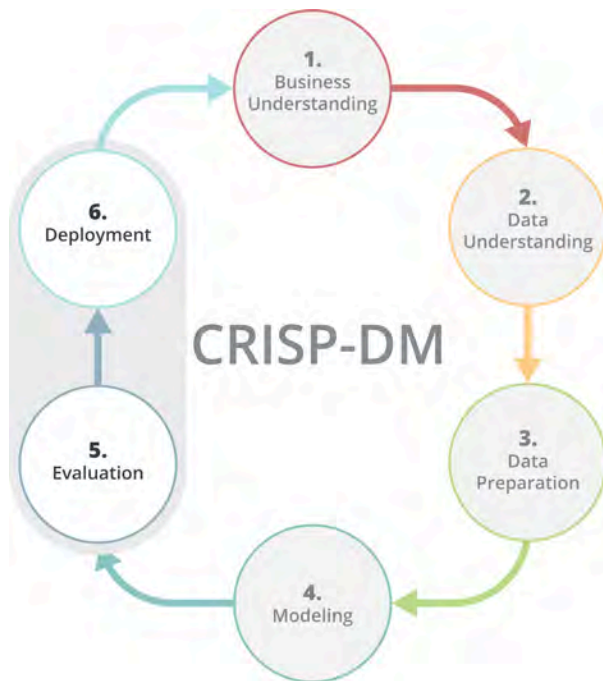 1.
Business
Understanding
2.
Data
Understanding
3.
Data
Preparation
4.
Modeling
5.
Evaluation
6.
Deployment
CRISP-DM